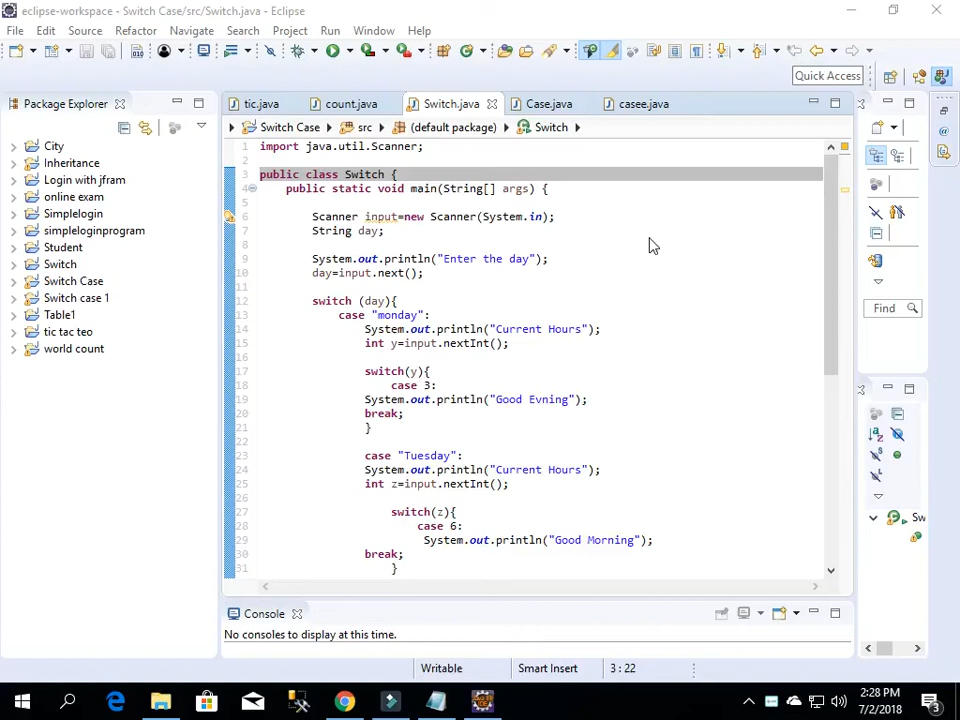 eclipse-workspace - Switch Case/src/Switch.java - Eclipse
File Edit Source Refactor Navigate Search Project Run Window Help
Quick Access
Package Explorer
tic.java count.java Switch.java Case.java casee.java
Switch Case src (default package) Switch
City
Inheritance
Login with jfram
online exam
Simplelogin
simpleloginprogram
Student
Switch
Switch Case
Switch case 1
Table1
tic tac teo
world count
1 import java.util.Scanner;
2
3 public class Switch {
4 public static void main(String[] args) {
5
6 Scanner input=new Scanner(System.in);
7 String day;
8
9 System.out.println("Enter the day");
10 day=input.next();
11
12 switch (day){
13 case "monday":
14 System.out.println("Current Hours");
15 int y=input.nextInt();
16
17 switch(y){
18 case 3:
19 System.out.println("Good Evning");
20 break;
21 }
22
23 case "Tuesday":
24 System.out.println("Current Hours");
25 int z=input.nextInt();
26
27 switch(z){
28 case 6:
29 System.out.println("Good Morning");
30 break;
31 }
Find
Sw
Console
No consoles to display at this time.
Writable Smart Insert 3 : 22
2:28 PM
7/2/2018
3